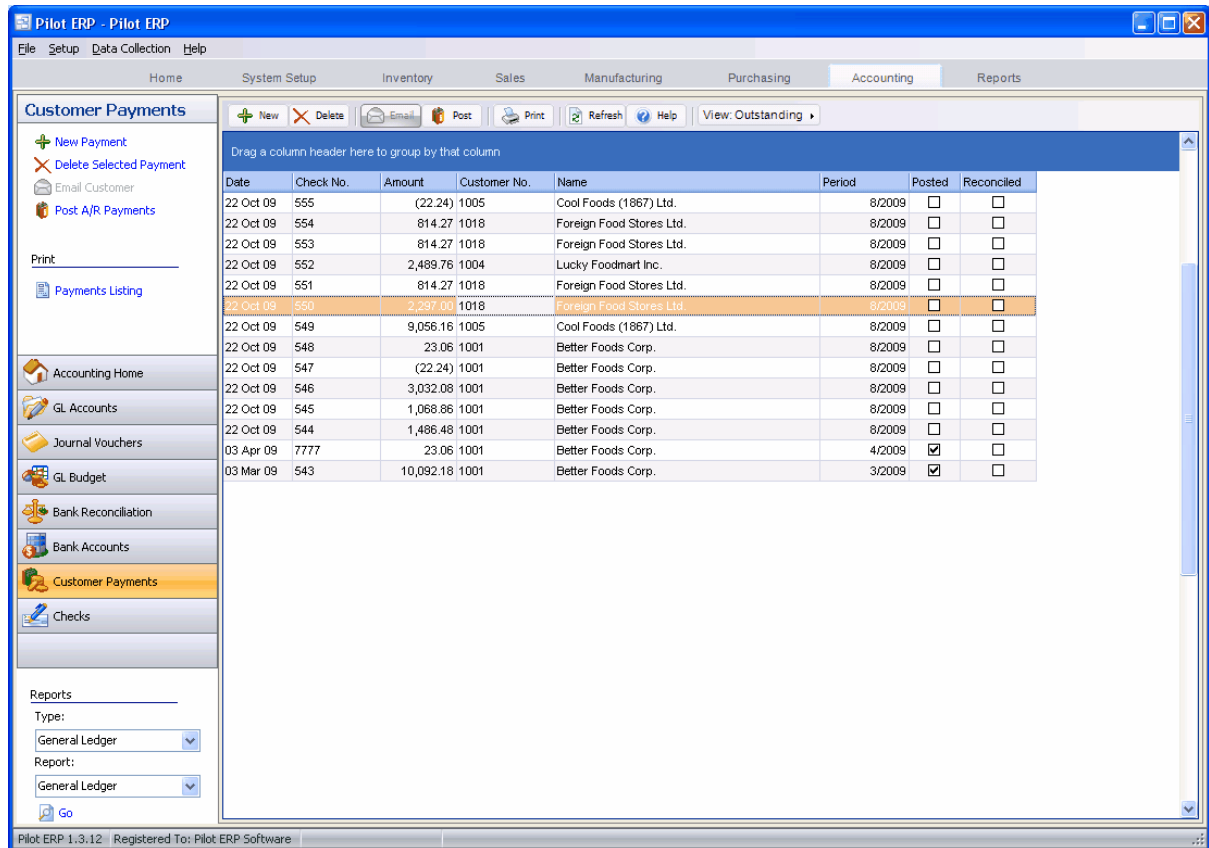 Pilot ERP - Pilot ERP
File Setup Data Collection Help
Home System Setup Inventory Sales Manufacturing Purchasing Accounting Reports
Customer Payments
New Payment
Delete Selected Payment
Email Customer
Post A/R Payments
Print
Payments Listing
Accounting Home
GL Accounts
Journal Vouchers
GL Budget
Bank Reconciliation
Bank Accounts
Customer Payments
Checks
Reports
Type:
General Ledger
Report:
General Ledger
Go
New Delete Email Post Print Refresh Help View: Outstanding
Drag a column header here to group by that column
Date Check No. Amount Customer No. Name Period Posted Reconciled
22 Oct 09 555 (22.24) 1005 Cool Foods (1867) Ltd. 8/2009
22 Oct 09 554 814.27 1018 Foreign Food Stores Ltd. 8/2009
22 Oct 09 553 814.27 1018 Foreign Food Stores Ltd. 8/2009
22 Oct 09 552 2,489.76 1004 Lucky Foodmart Inc. 8/2009
22 Oct 09 551 814.27 1018 Foreign Food Stores Ltd. 8/2009
22 Oct 09 550 2,297.00 1018 Foreign Food Stores Ltd. 8/2009
22 Oct 09 549 9,056.16 1005 Cool Foods (1867) Ltd. 8/2009
22 Oct 09 548 23.06 1001 Better Foods Corp. 8/2009
22 Oct 09 547 (22.24) 1001 Better Foods Corp. 8/2009
22 Oct 09 546 3,032.08 1001 Better Foods Corp. 8/2009
22 Oct 09 545 1,068.86 1001 Better Foods Corp. 8/2009
22 Oct 09 544 1,486.48 1001 Better Foods Corp. 8/2009
03 Apr 09 7777 23.06 1001 Better Foods Corp. 4/2009
03 Mar 09 543 10,092.18 1001 Better Foods Corp. 3/2009
Pilot ERP 1.3.12 Registered To: Pilot ERP Software